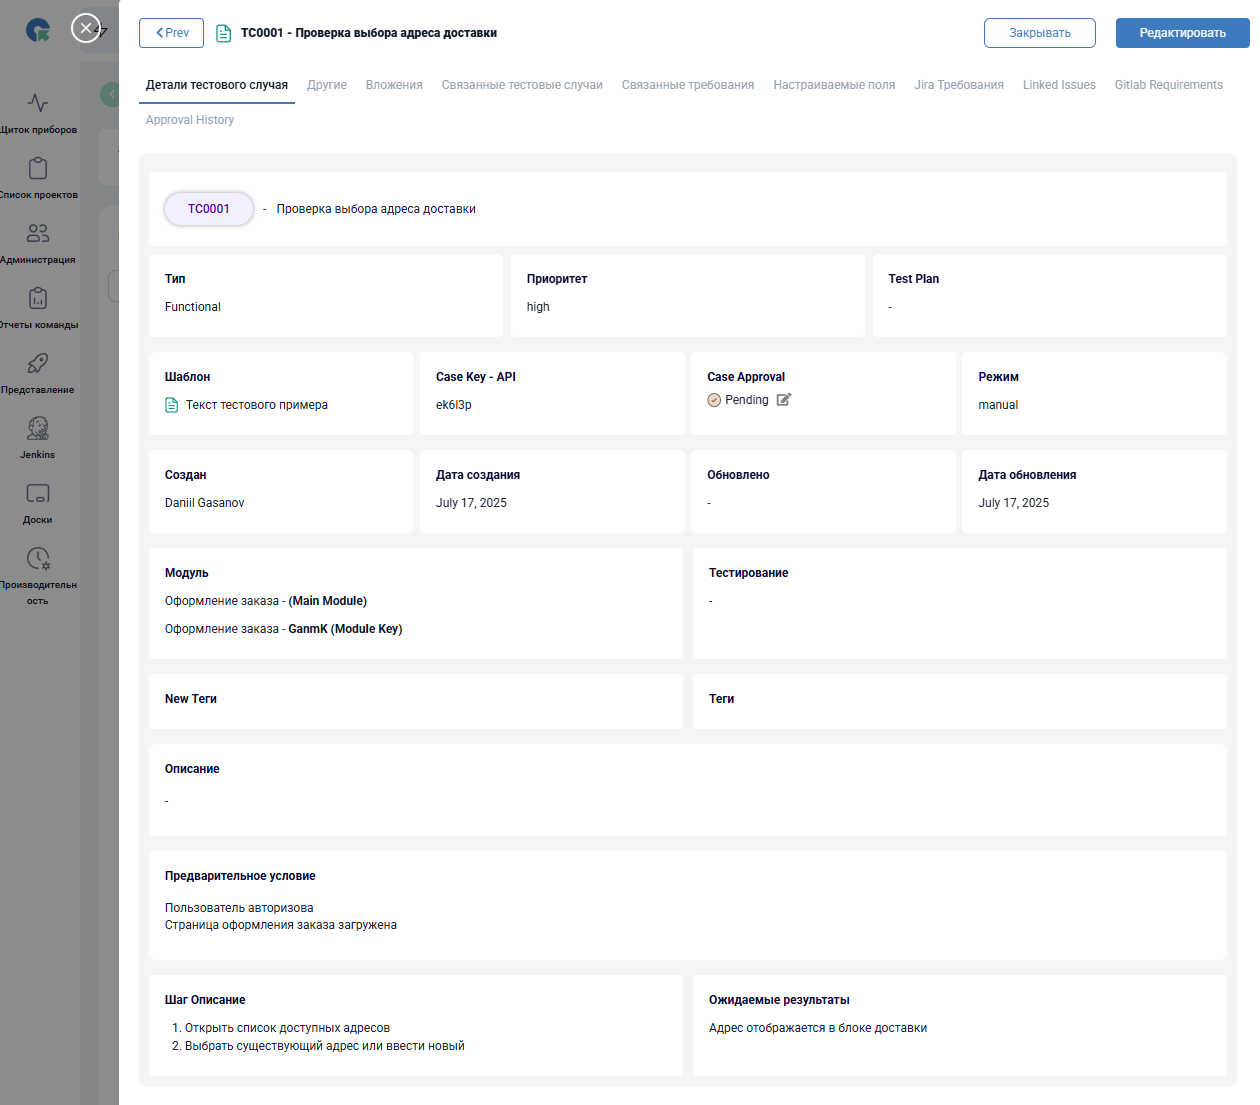 Prev
TC0001 - Проверка выбора адреса доставки
Закрывать
Редактировать
Детали тестового случая
Другие
Вложения
Связанные тестовые случаи
Связанные требования
Настраиваемые поля
Jira Требования
Linked Issues
Gitlab Requirements
Approval History
Щиток приборов
Список проектов
Администрация
Отчеты команды
Представление
Jenkins
Доски
Производительн
ость
TC0001 - Проверка выбора адреса доставки
Тип
Functional
Приоритет
high
Test Plan
-
Шаблон
Текст тестового примера
Case Key - API
ek6l3p
Case Approval
Pending
Режим
manual
Создан
Daniil Gasanov
Дата создания
July 17, 2025
Обновлено
-
Дата обновления
July 17, 2025
Модуль
Оформление заказа - (Main Module)
Оформление заказа - GanmK (Module Key)
Тестирование
-
New Теги
Теги
Описание
-
Предварительное условие
Пользователь авторизова
Страница оформления заказа загружена
Шаг Описание
1. Открыть список доступных адресов
2. Выбрать существующий адрес или ввести новый
Ожидаемые результаты
Адрес отображается в блоке доставки